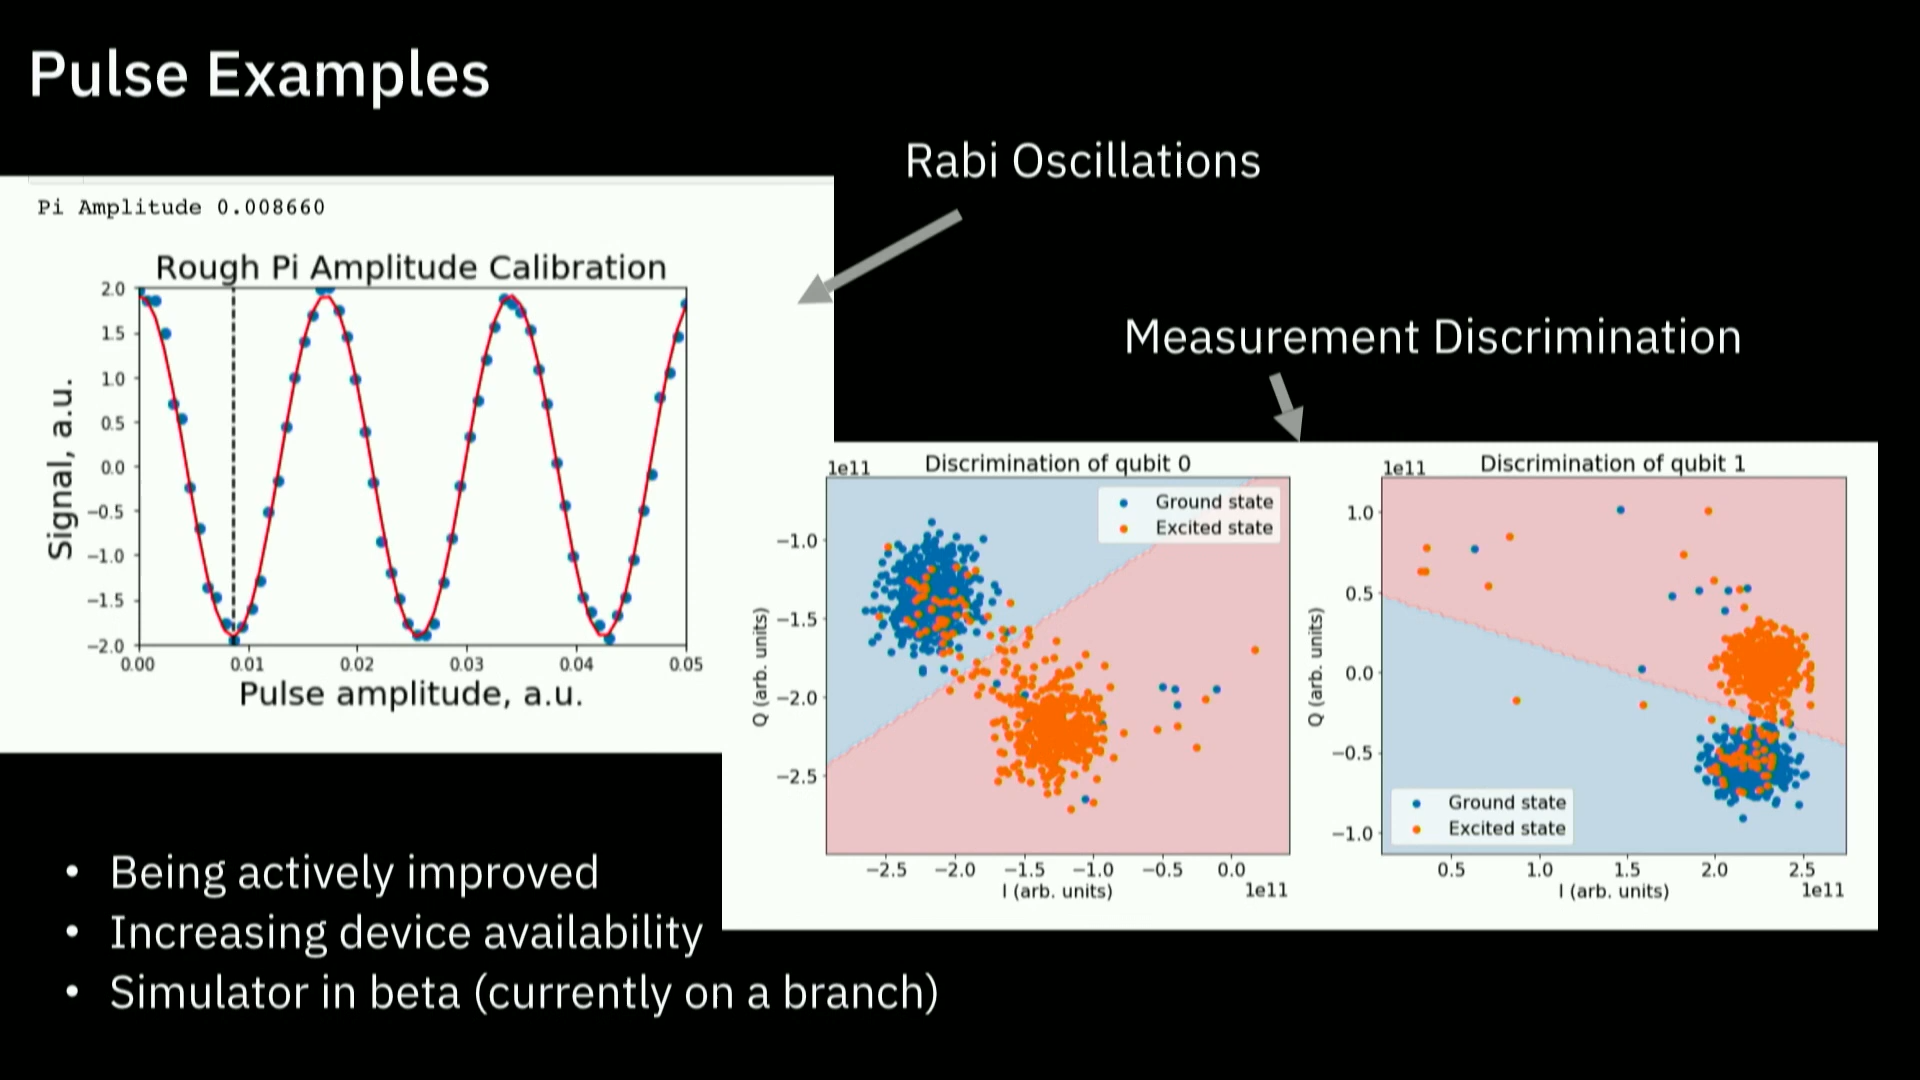 Pulse Examples
Rabi Oscillations
Pi Amplitude 0.008660
Rough Pi Amplitude Calibration
2.0
1.5
1.0
0.5
0.0
−0.5
−1.0
−1.5
−2.0
Signal, a.u.
0.00 0.01 0.02 0.03 0.04 0.05
Pulse amplitude, a.u.
Measurement Discrimination
1e11 Discrimination of qubit 0
Ground state
Excited state
−1.0
−1.5
−2.0
−2.5
Q (arb. units)
−2.5 −2.0 −1.5 −1.0 −0.5 0.0
I (arb. units) 1e11
1e11 Discrimination of qubit 1
1.0
0.5
0.0
−0.5
−1.0
Q (arb. units)
Ground state
Excited state
0.5 1.0 1.5 2.0 2.5
I (arb. units) 1e11
• Being actively improved
• Increasing device availability
• Simulator in beta (currently on a branch)